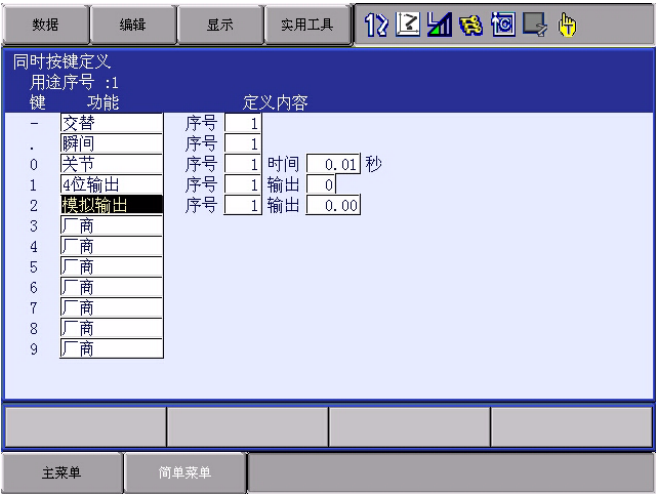 数据 编辑 显示 实用工具
同时按键定义
用途序号 :1
键 功能 定义内容
- 交替 序号 1
. 瞬间 序号 1
0 关节 序号 1 时间 0.01 秒
1 4位输出 序号 1 输出 0
2 模拟输出 序号 1 输出 0.00
3 厂商
4 厂商
5 厂商
6 厂商
7 厂商
8 厂商
9 厂商
主菜单 简单菜单